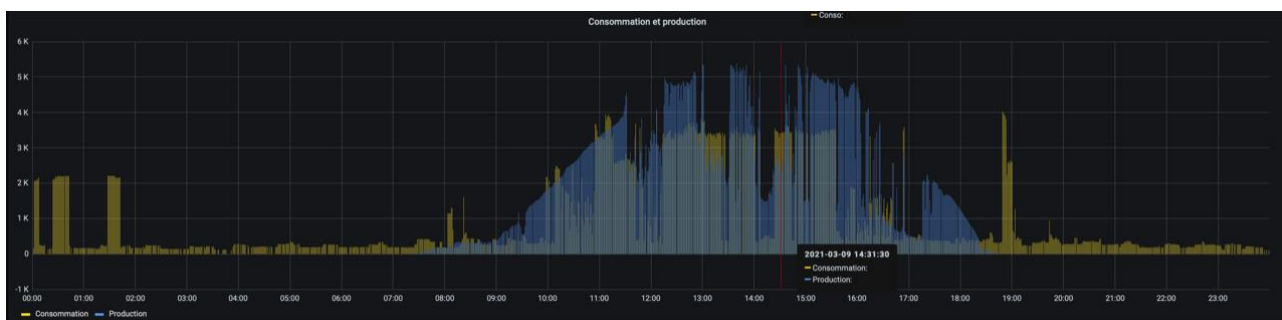 Conso:
Consommation et production
6 K
5 K
4 K
3 K
2 K
1 K
0
-1 K
2021-03-09 14:31:30
Consommation:
Production:
00:00 01:00 02:00 03:00 04:00 05:00 06:00 07:00 08:00 09:00 10:00 11:00 12:00 13:00 14:00 15:00 16:00 17:00 18:00 19:00 20:00 21:00 22:00 23:00
Consommation Production